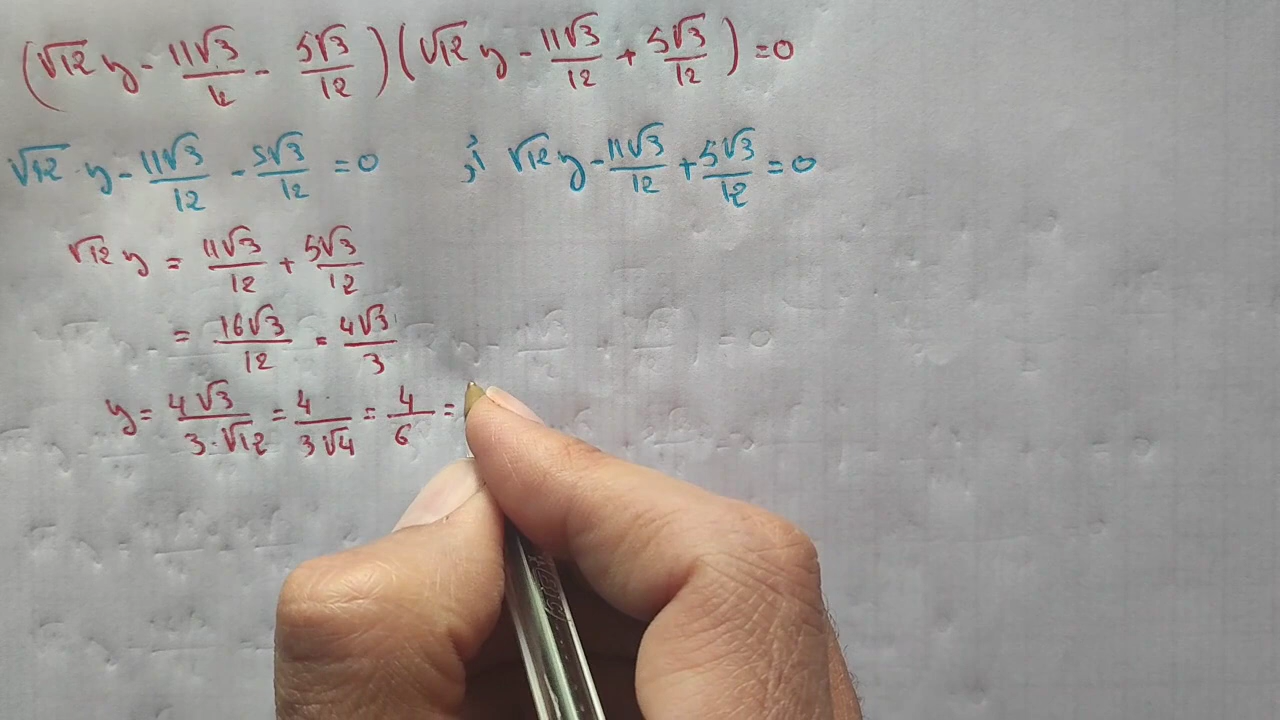 (√12 y - 11√3/12 - 5√3/12)(√12 y - 11√3/12 + 5√3/12) = 0
√12 y - 11√3/12 - 5√3/12 = 0 ; √12 y - 11√3/12 + 5√3/12 = 0
√12 y = 11√3/12 + 5√3/12
= 16√3/12 = 4√3/3
y = 4√3/3·√12 = 4/3√4 = 4/6 =